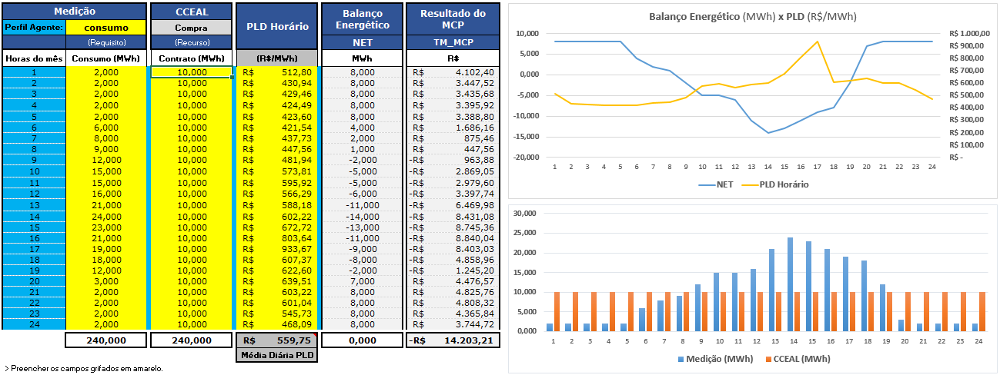 Medição CCEAL PLD Horário Balanço Energético Resultado do MCP
Perfil Agente: consumo Compra
(Requisito) (Recurso) NET TM_MCP
Horas do mês Consumo (MWh) Contrato (MWh) (R$/MWh) MWh R$
1 2,000 10,000 R$ 512,80 8,000 R$ 4.102,40
2 2,000 10,000 R$ 430,94 8,000 R$ 3.447,52
3 2,000 10,000 R$ 429,46 8,000 R$ 3.435,68
4 2,000 10,000 R$ 424,49 8,000 R$ 3.395,92
5 2,000 10,000 R$ 423,60 8,000 R$ 3.388,80
6 6,000 10,000 R$ 421,54 4,000 R$ 1.686,16
7 8,000 10,000 R$ 437,73 2,000 R$ 875,46
8 9,000 10,000 R$ 447,56 1,000 R$ 447,56
9 12,000 10,000 R$ 481,94 -2,000 -R$ 963,88
10 15,000 10,000 R$ 573,81 -5,000 -R$ 2.869,05
11 15,000 10,000 R$ 595,92 -5,000 -R$ 2.979,60
12 16,000 10,000 R$ 566,29 -6,000 -R$ 3.397,74
13 21,000 10,000 R$ 588,18 -11,000 -R$ 6.469,98
14 24,000 10,000 R$ 602,22 -14,000 -R$ 8.431,08
15 23,000 10,000 R$ 672,72 -13,000 -R$ 8.745,36
16 21,000 10,000 R$ 803,64 -11,000 -R$ 8.840,04
17 19,000 10,000 R$ 933,67 -9,000 -R$ 8.403,03
18 18,000 10,000 R$ 607,37 -8,000 -R$ 4.858,96
19 12,000 10,000 R$ 622,60 -2,000 -R$ 1.245,20
20 3,000 10,000 R$ 639,51 7,000 R$ 4.476,57
21 2,000 10,000 R$ 603,22 8,000 R$ 4.825,76
22 2,000 10,000 R$ 601,04 8,000 R$ 4.808,32
23 2,000 10,000 R$ 545,73 8,000 R$ 4.365,84
24 2,000 10,000 R$ 468,09 8,000 R$ 3.744,72
240,000 240,000 R$ 559,75 0,000 -R$ 14.203,21
Média Diária PLD
> Preencher os campos grifados em amarelo.
Balanço Energético (MWh) x PLD (R$/MWh)
10,000
5,000
0,000
-5,000
-10,000
-15,000
-20,000
R$ 1.000,00
R$ 900,00
R$ 800,00
R$ 700,00
R$ 600,00
R$ 500,00
R$ 400,00
R$ 300,00
R$ 200,00
R$ 100,00
R$ -
1 2 3 4 5 6 7 8 9 10 11 12 13 14 15 16 17 18 19 20 21 22 23 24
NET PLD Horário
30,000
25,000
20,000
15,000
10,000
5,000
0,000
1 2 3 4 5 6 7 8 9 10 11 12 13 14 15 16 17 18 19 20 21 22 23 24
Medição (MWh) CCEAL (MWh)